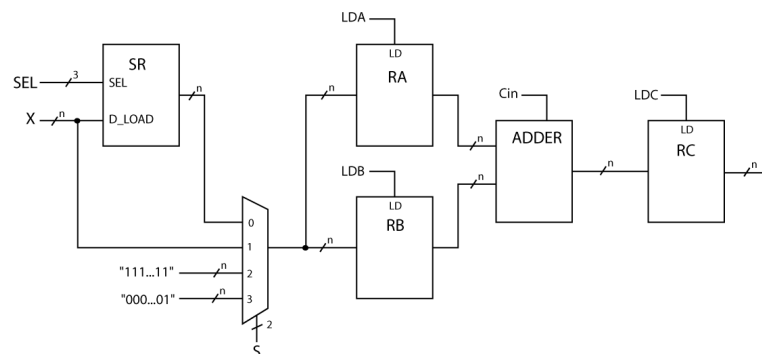 LDA
SR
LD
SEL
3
SEL
n
RA
n
Cin
LDC
X
n
D_LOAD
n
n
ADDER
LD
RC
LDB
n
n
n
LD
0
RB
1
n
"111...11"
n
2
"000...01"
n
3
2
S